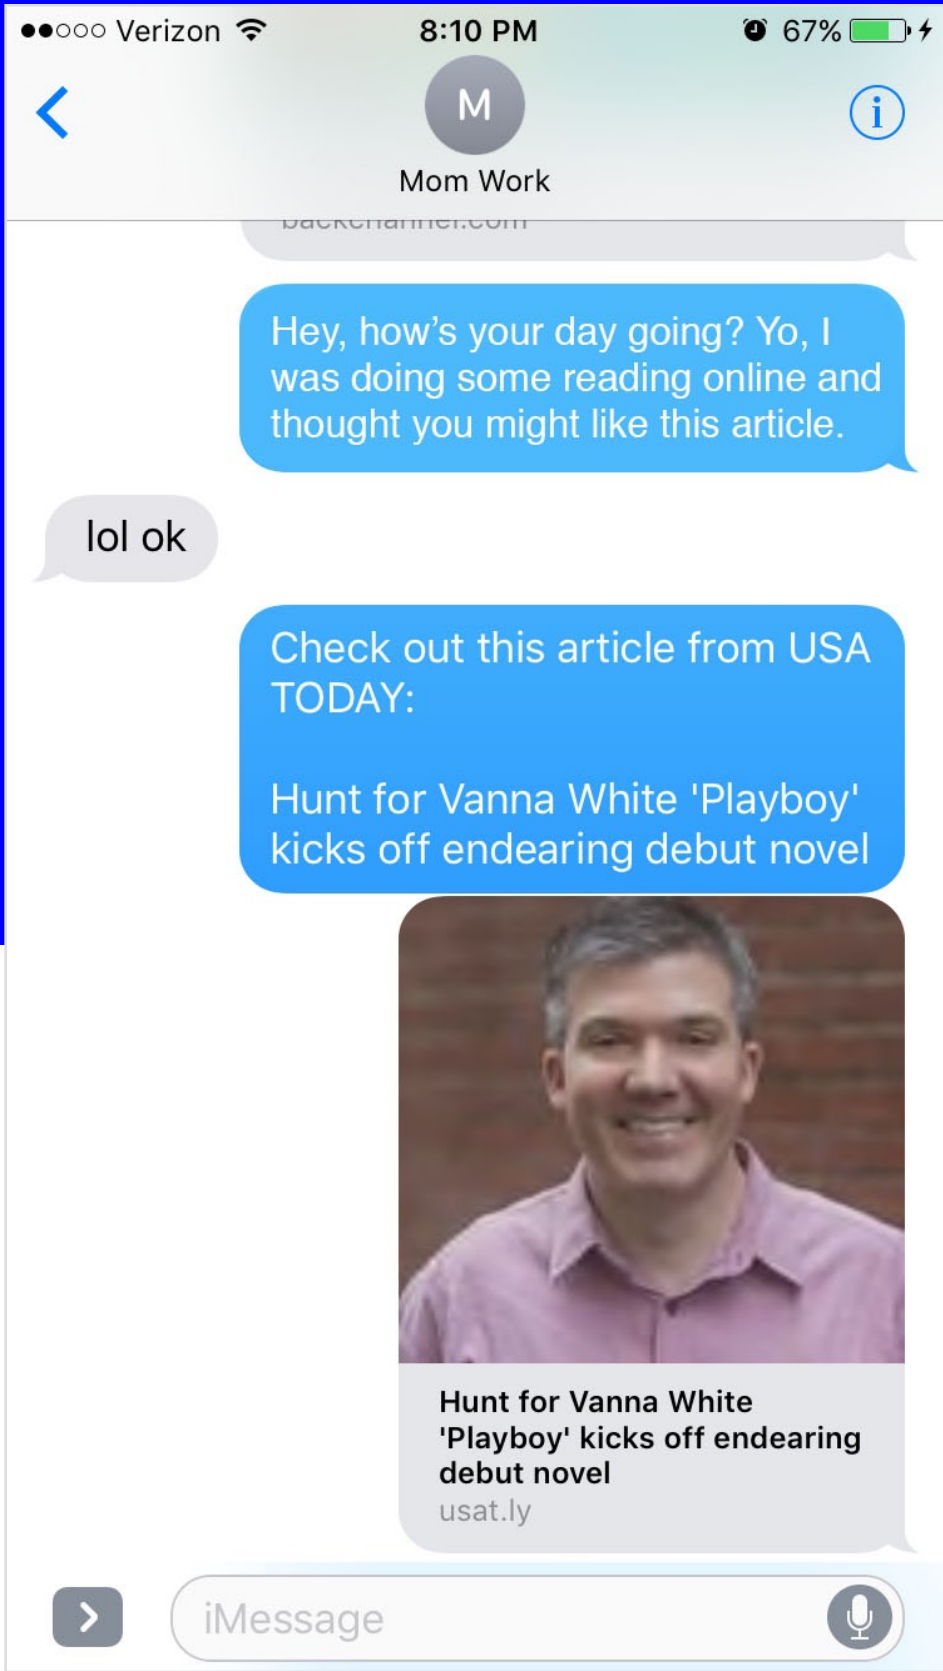 Verizon 8:10 PM 67%
M
i
Mom Work
backchannel.com
Hey, how's your day going? Yo, I
was doing some reading online and
thought you might like this article.
lol ok
Check out this article from USA
TODAY:
Hunt for Vanna White 'Playboy'
kicks off endearing debut novel
Hunt for Vanna White
'Playboy' kicks off endearing
debut novel
usat.ly
iMessage